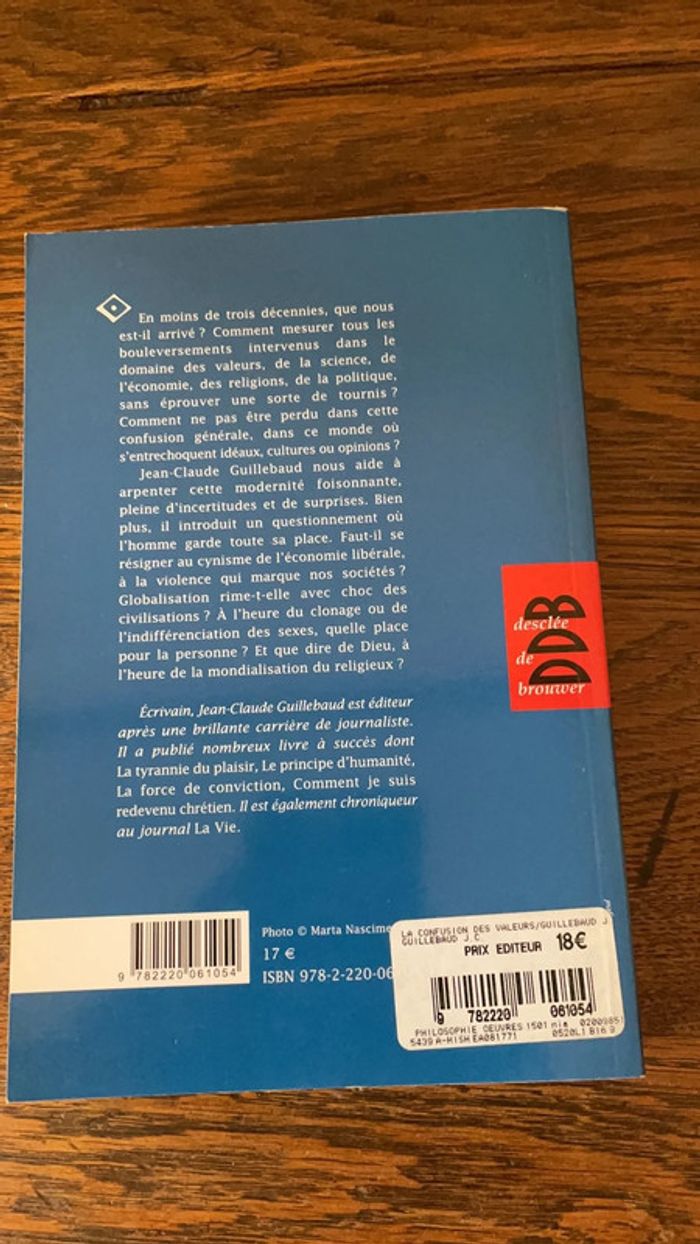 En moins de trois décennies, que nous
est-il arrivé ? Comment mesurer tous les
bouleversements intervenus dans le
domaine des valeurs, de la science, de
l'économie, des religions, de la politique,
sans éprouver une sorte de tournis ?
Comment ne pas être perdu dans cette
confusion générale, dans ce monde où
s'entrechoquent idéaux, cultures ou opinions ?
Jean-Claude Guillebaud nous aide à
arpenter cette modernité foisonnante,
pleine d'incertitudes et de surprises. Bien
plus, il introduit un questionnement où
l'homme garde toute sa place. Faut-il se
résigner au cynisme de l'économie libérale,
à la violence qui marque nos sociétés ?
Globalisation rime-t-elle avec choc des
civilisations ? À l'heure du clonage ou de
l'indifférenciation des sexes, quelle place
pour la personne ? Et que dire de Dieu, à
l'heure de la mondialisation du religieux ?
Écrivain, Jean-Claude Guillebaud est éditeur
après une brillante carrière de journaliste.
Il a publié nombreux livre à succès dont
La tyrannie du plaisir, Le principe d'humanité,
La force de conviction, Comment je suis
redevenu chrétien. Il est également chroniqueur
au journal La Vie.
DDB
desclée
de
brouwer
9 782220 061054
Photo © Marta Nascime
17 €
ISBN 978-2-220-06
LA CONFUSION DES VALEURS/GUILLEBAUD J
GUILLEBAUD J.C.
PRIX EDITEUR 18€
9 782220 061054
PHILOSOPHIE OEUVRES 1501 mie 0200985
5439 A-MISH EA081771 0520L1 B16 9